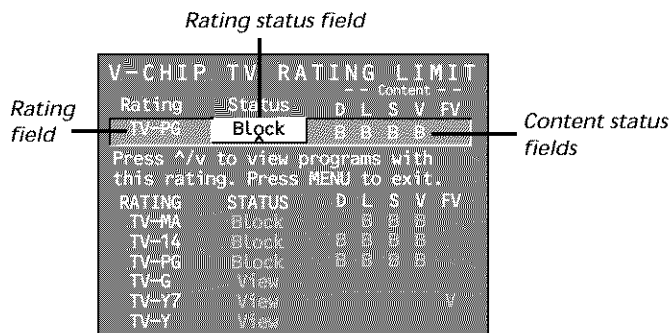 Rating status field
V-CHIP TV RATING LIMIT
-- Content --
Rating Status D L S V FV
Rating field
TV-PG Block B B B B
Content status fields
Press ^/v to view programs with
this rating. Press MENU to exit.
RATING STATUS D L S V FV
TV-MA Block B B B
TV-14 Block B B B B
TV-PG Block B B B B
TV-G View
TV-Y7 View V
TV-Y View